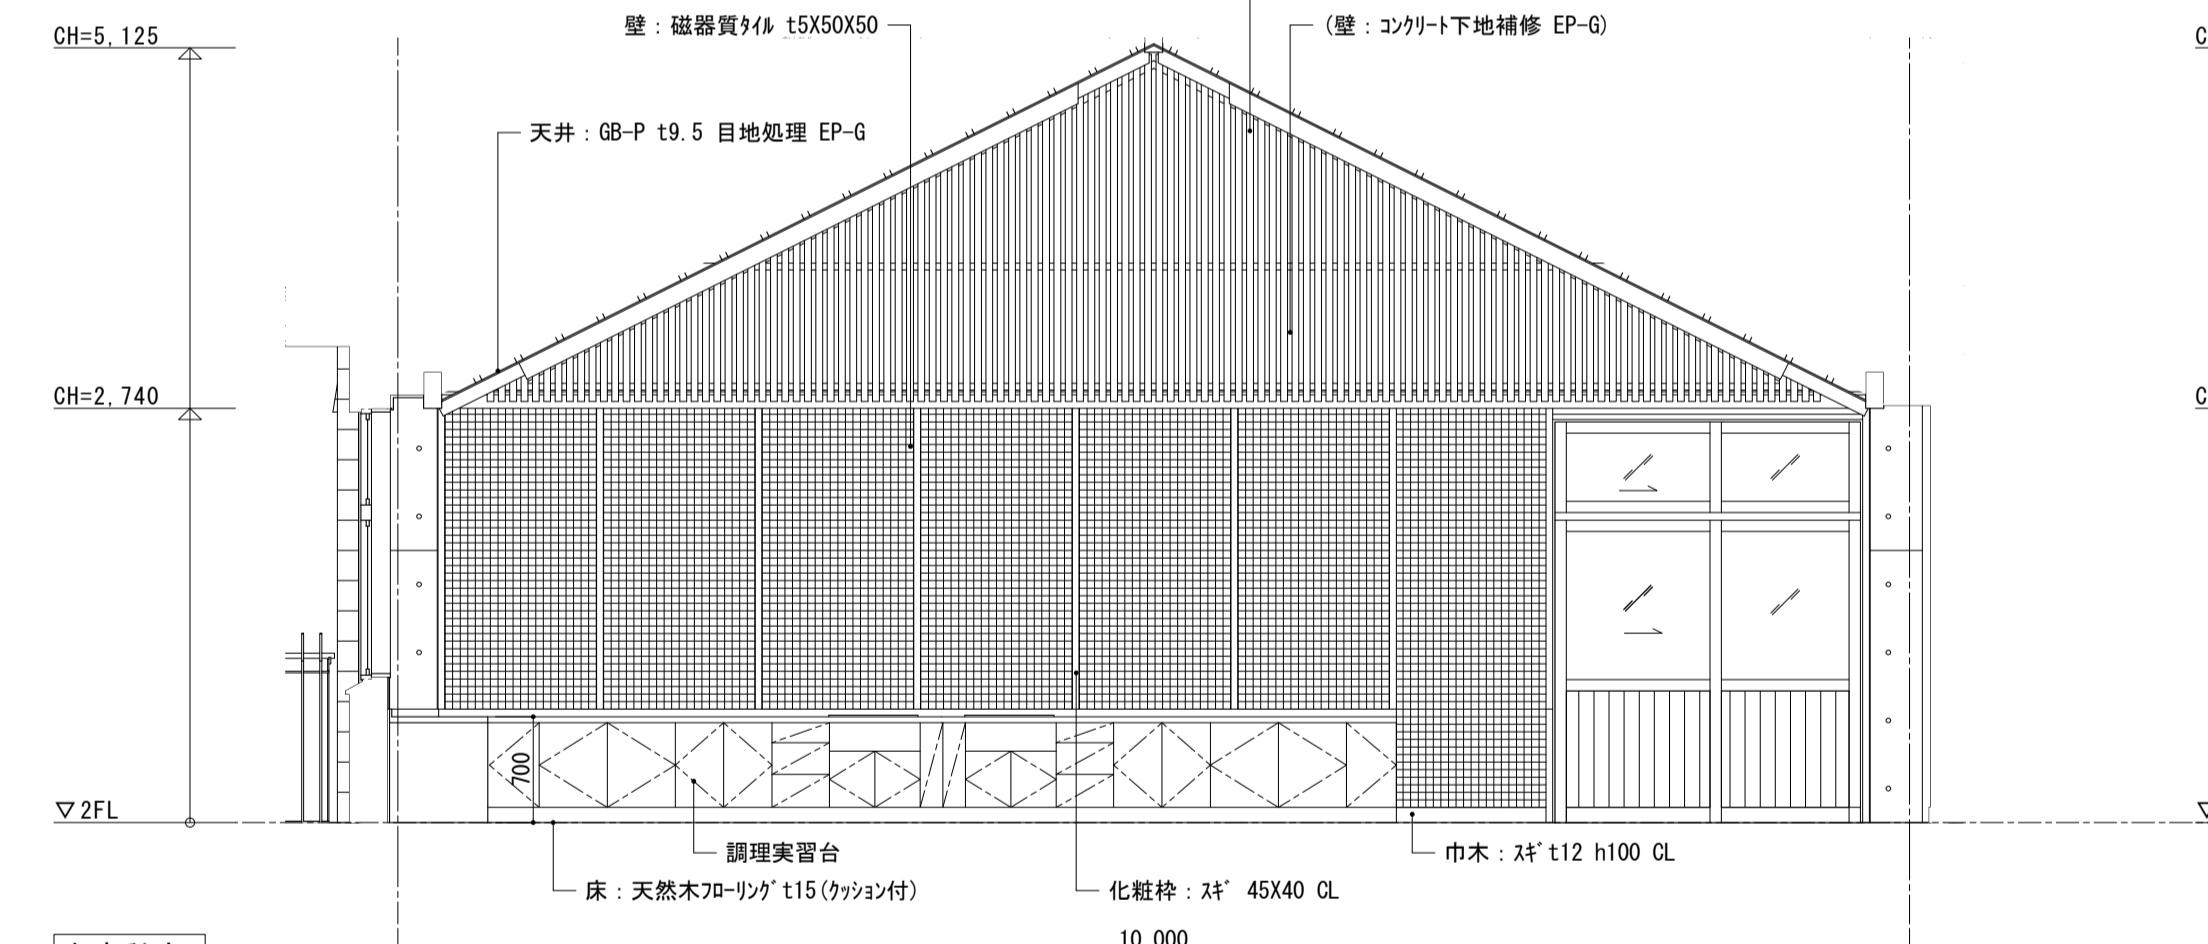 壁：磁器質ﾀｲﾙ t5X50X50
(壁：ｺﾝｸﾘｰﾄ下地補修 EP-G)
CH=5,125
天井：GB-P t9.5 目地処理 EP-G
CH=2,740
700
▽2FL
調理実習台
巾木：ｽｷﾞt12 h100 CL
床：天然木ﾌﾛｰﾘﾝｸﾞt15(ｸｯｼｮﾝ付)
化粧枠：ｽｷﾞ 45X40 CL
10,000